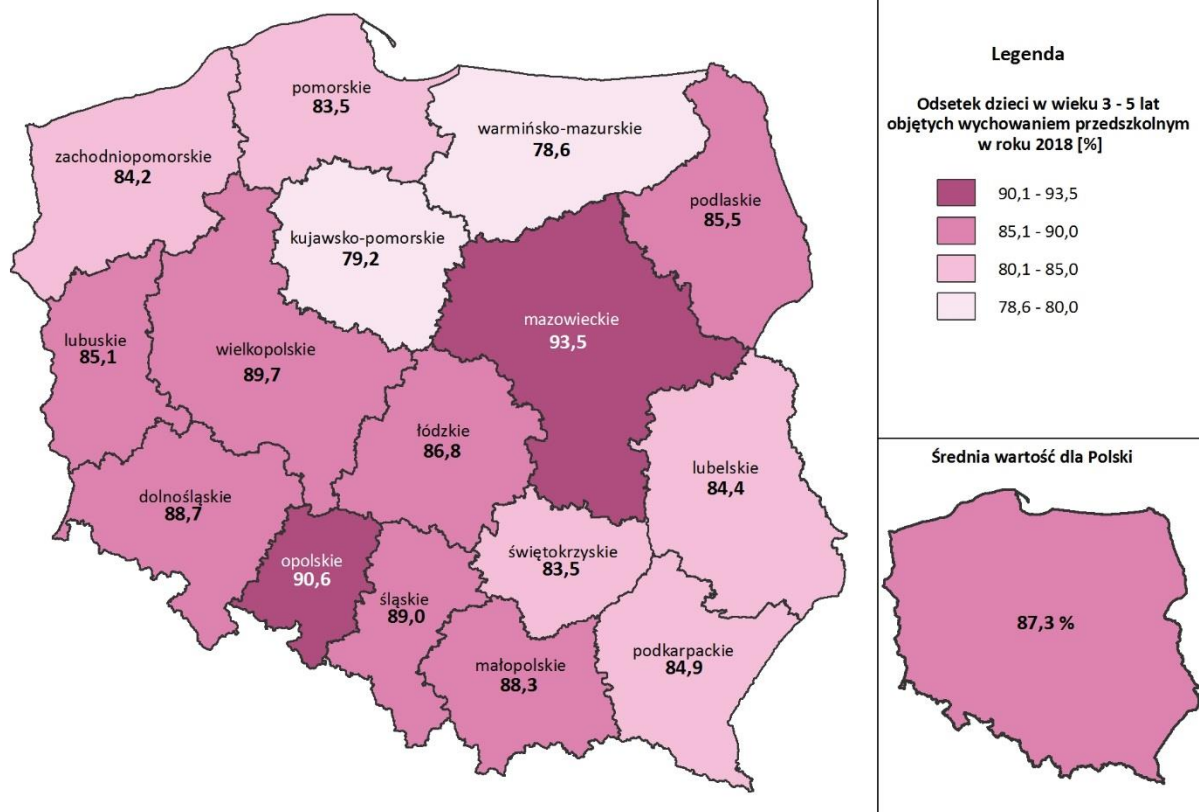 pomorskie
83,5
warmińsko-mazurskie
78,6
zachodniopomorskie
84,2
podlaskie
85,5
kujawsko-pomorskie
79,2
mazowieckie
93,5
lubuskie
85,1
wielkopolskie
89,7
łódzkie
86,8
lubelskie
84,4
dolnośląskie
88,7
opolskie
90,6
świętokrzyskie
83,5
śląskie
89,0
małopolskie
88,3
podkarpackie
84,9
Legenda
Odsetek dzieci w wieku 3 - 5 lat
objętych wychowaniem przedszkolnym
w roku 2018 [%]
90,1 - 93,5
85,1 - 90,0
80,1 - 85,0
78,6 - 80,0
Średnia wartość dla Polski
87,3 %